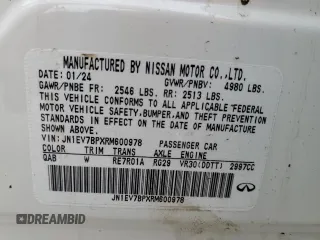 MANUFACTURED BY NISSAN MOTOR CO.,LTD.
DATE: 01/24 GVWR/PNBV: 4980 LBS.
GAWR/PNBE FR: 2546 LBS. RR: 2513 LBS.
THIS VEHICLE CONFORMS TO ALL APPLICABLE FEDERAL
MOTOR VEHICLE SAFETY, BUMPER, AND THEFT PREVENTION
STANDARDS IN EFFECT ON THE DATE OF MANUFACTURE
SHOWN ABOVE.
VIN: JN1EV7BPXRM600978 PASSENGER CAR
COLOR TRIM TRANS AXLE ENGINE
QAB W RE7R01A RG29 VR30(DDTT) 2997CC
JN1EV7BPXRM600978